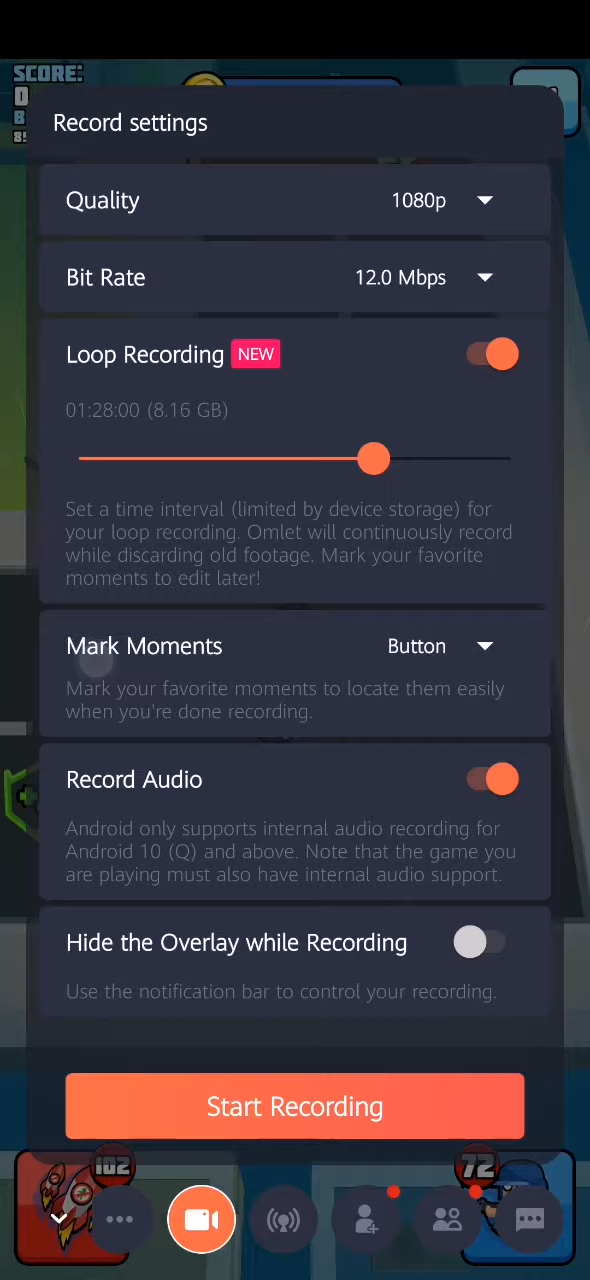 SCORE:
Record settings
Quality 1080p
Bit Rate 12.0 Mbps
Loop Recording NEW
01:28:00 (8.16 GB)
Set a time interval (limited by device storage) for
your loop recording. Omlet will continuously record
while discarding old footage. Mark your favorite
moments to edit later!
Mark Moments Button
Mark your favorite moments to locate them easily
when you're done recording.
Record Audio
Android only supports internal audio recording for
Android 10 (Q) and above. Note that the game you
are playing must also have internal audio support.
Hide the Overlay while Recording
Use the notification bar to control your recording.
Start Recording
102 72